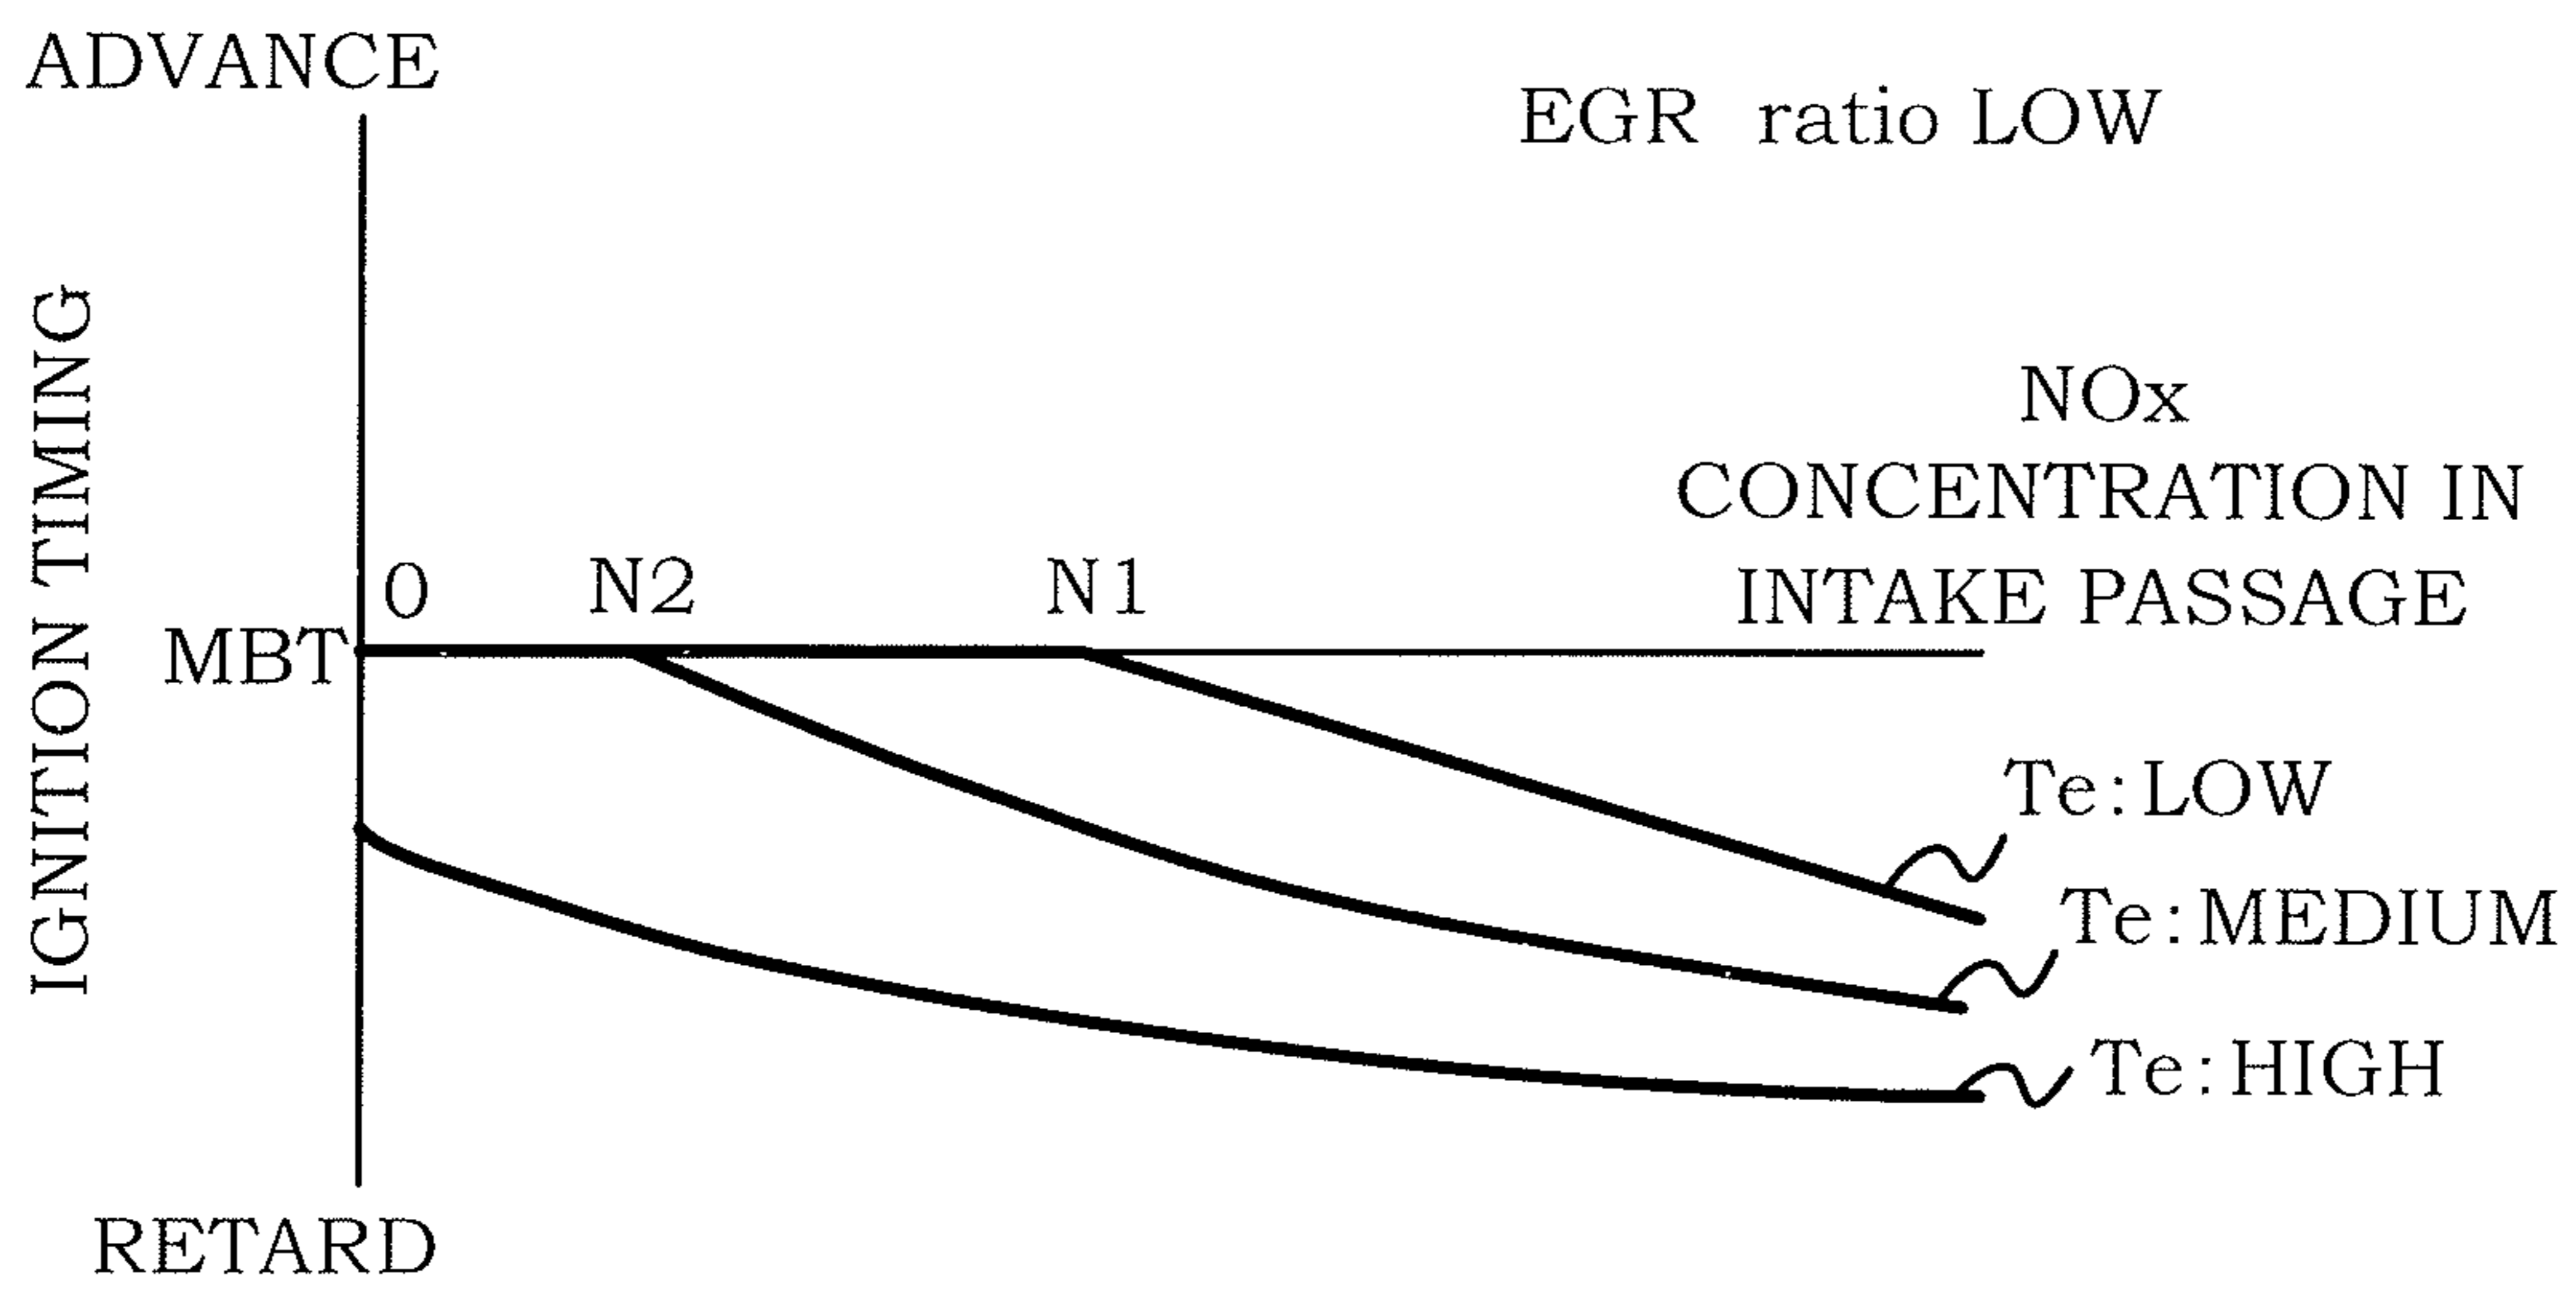 ADVANCE
EGR ratio LOW
IGNITION TIMING
NOx
CONCENTRATION IN
INTAKE PASSAGE
0
N2
N1
MBT
Te:LOW
Te:MEDIUM
Te:HIGH
RETARD